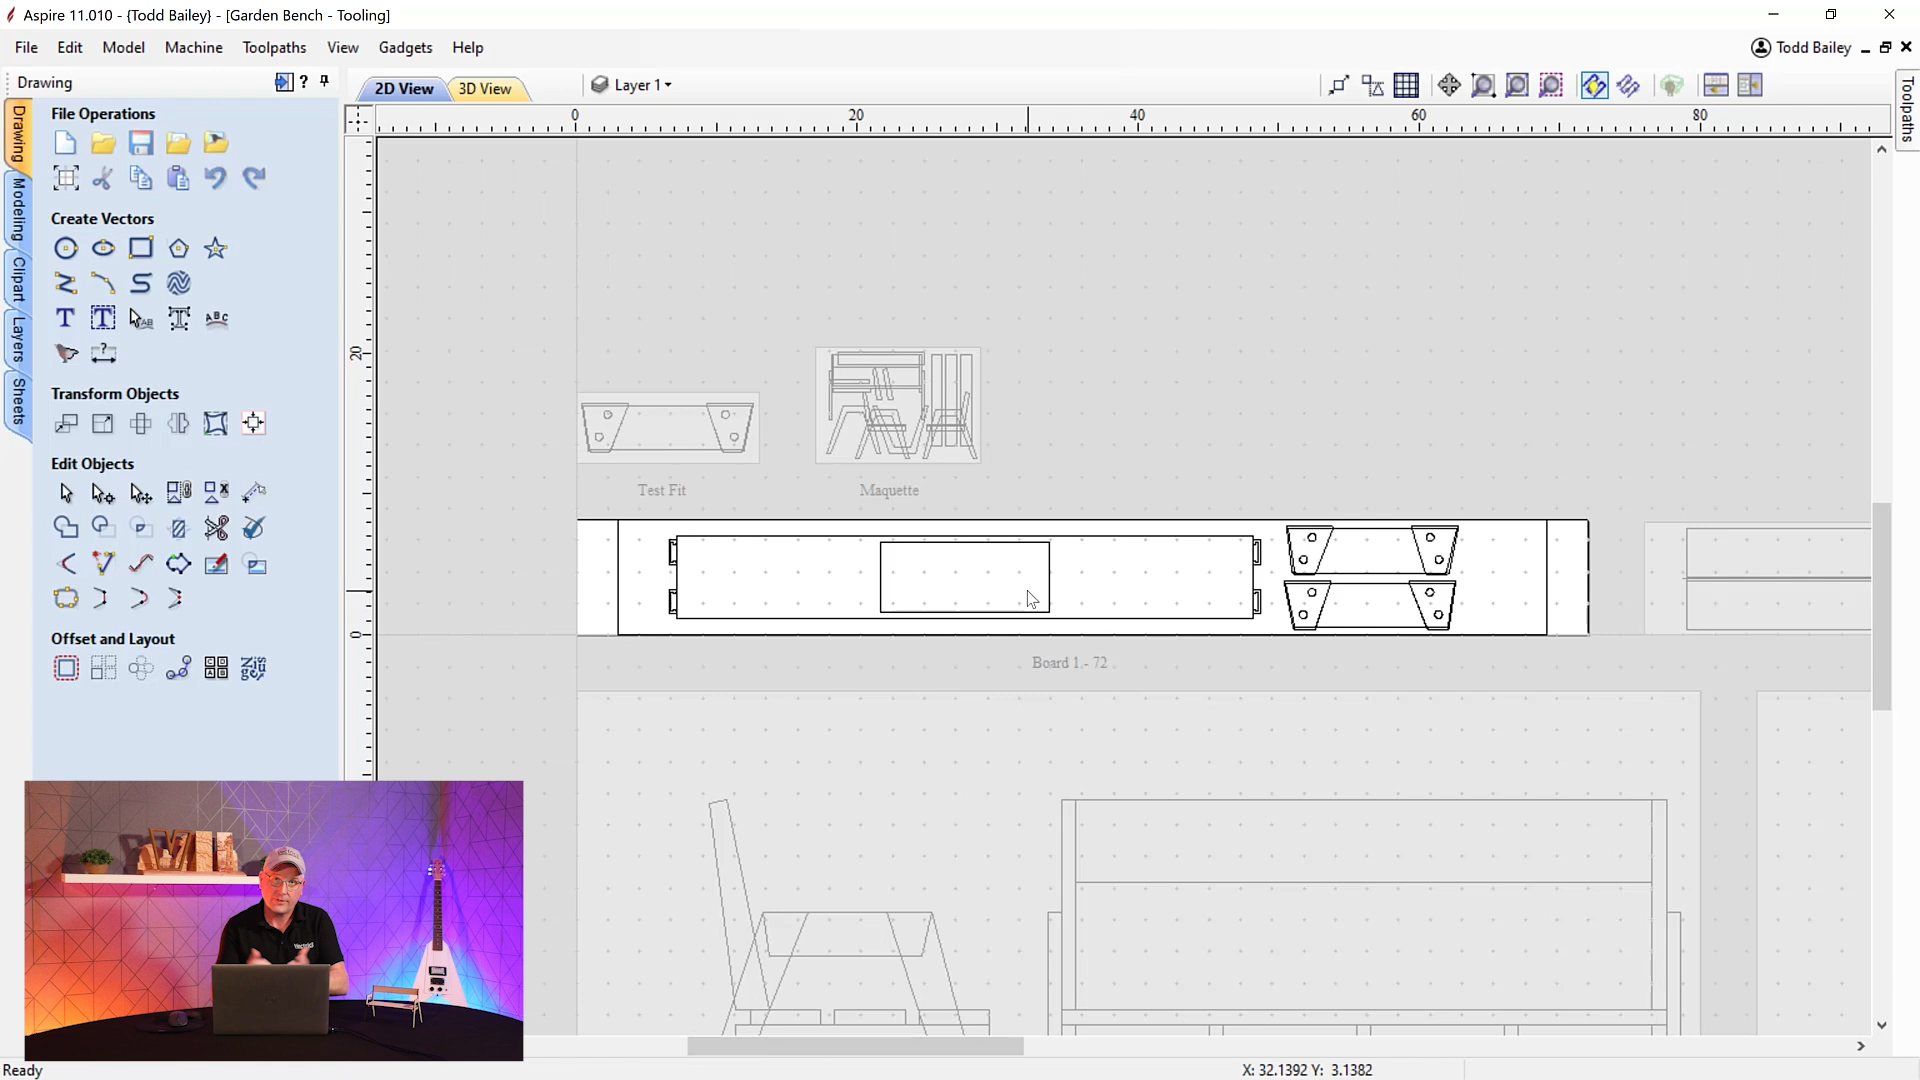 Aspire 11.010 - {Todd Bailey} - [Garden Bench - Tooling]
File Edit Model Machine Toolpaths View Gadgets Help
Todd Bailey
Drawing
?
2D View
3D View
Layer 1
Toolpaths
Drawing
Modeling
Clipart
Layers
Sheets
File Operations
Create Vectors
Transform Objects
Edit Objects
Offset and Layout
0 20 40 60 80
20
0
Test Fit
Maquette
Board 1 - 72
Ready
X: 32.1392 Y: 3.1382